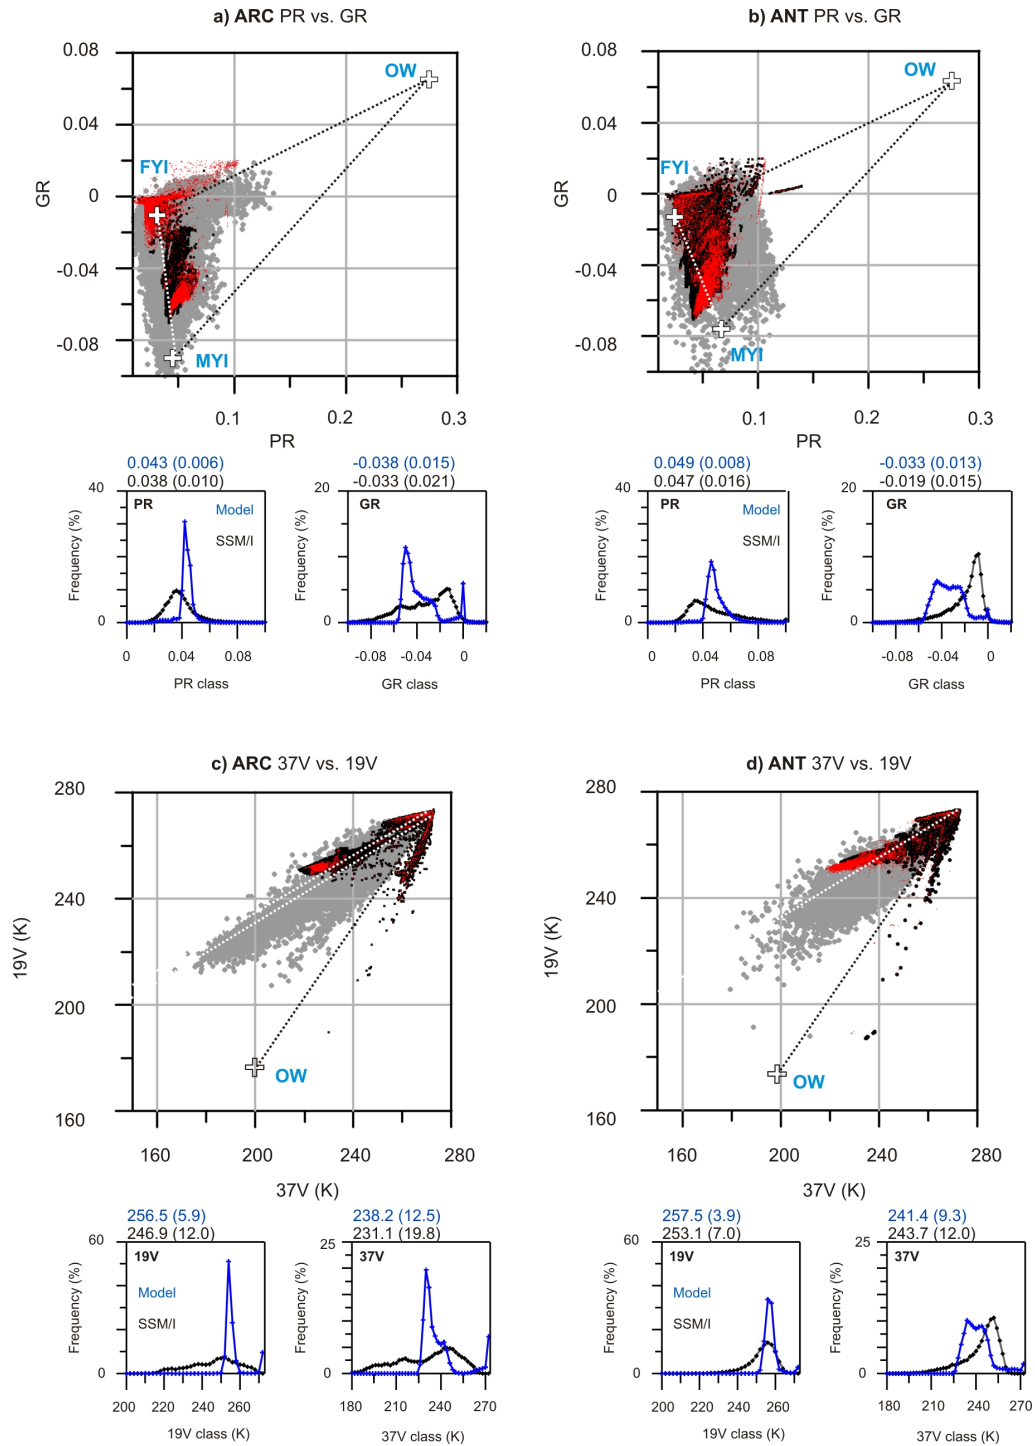 a) ARC PR vs. GR
b) ANT PR vs. GR
0.08
0.04
0
-0.04
-0.08
GR
OW
FYI
MYI
0.1
0.2
0.3
PR
0.08
0.04
0
-0.04
-0.08
GR
OW
FYI
MYI
0.1
0.2
0.3
PR
0.043 (0.006)
0.038 (0.010)
40
0
Frequency (%)
PR
Model
SSM/I
0
0.04
0.08
PR class
-0.038 (0.015)
-0.033 (0.021)
20
0
Frequency (%)
GR
-0.08
-0.04
0
GR class
0.049 (0.008)
0.047 (0.016)
40
0
Frequency (%)
PR
Model
SSM/I
0
0.04
0.08
PR class
-0.033 (0.013)
-0.019 (0.015)
20
0
Frequency (%)
GR
-0.08
-0.04
0
GR class
c) ARC 37V vs. 19V
d) ANT 37V vs. 19V
280
240
200
160
19V (K)
OW
160
200
240
280
37V (K)
280
240
200
160
19V (K)
OW
160
200
240
280
37V (K)
256.5 (5.9)
246.9 (12.0)
60
0
Frequency (%)
19V
Model
SSM/I
200
220
240
260
19V class (K)
238.2 (12.5)
231.1 (19.8)
25
0
Frequency (%)
37V
180
210
240
270
37V class (K)
257.5 (3.9)
253.1 (7.0)
60
0
Frequency (%)
19V
Model
SSM/I
200
220
240
260
19V class (K)
241.4 (9.3)
243.7 (12.0)
25
0
Frequency (%)
37V
180
210
240
270
37V class (K)